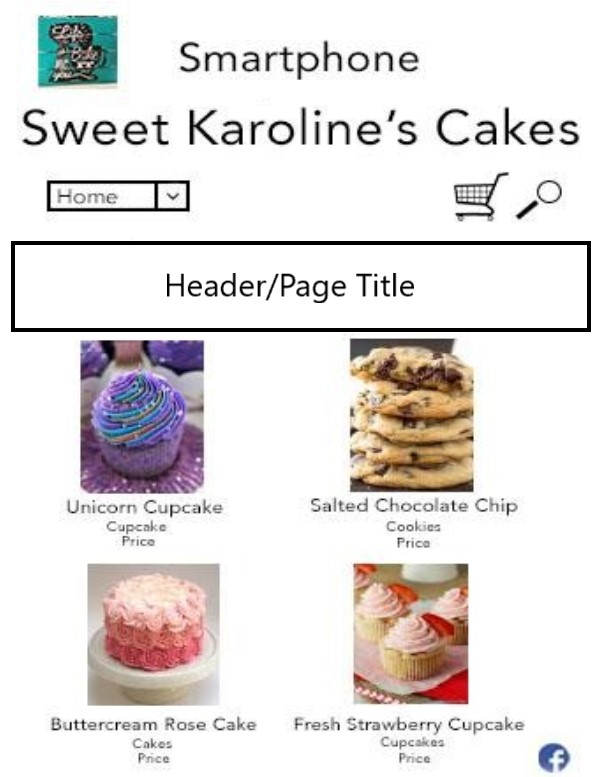 Smartphone
Sweet Karoline's Cakes
Home
Header/Page Title
Unicorn Cupcake
Cupcake
Price
Salted Chocolate Chip
Cookies
Price
Buttercream Rose Cake
Cakes
Price
Fresh Strawberry Cupcake
Cupcakes
Price
f